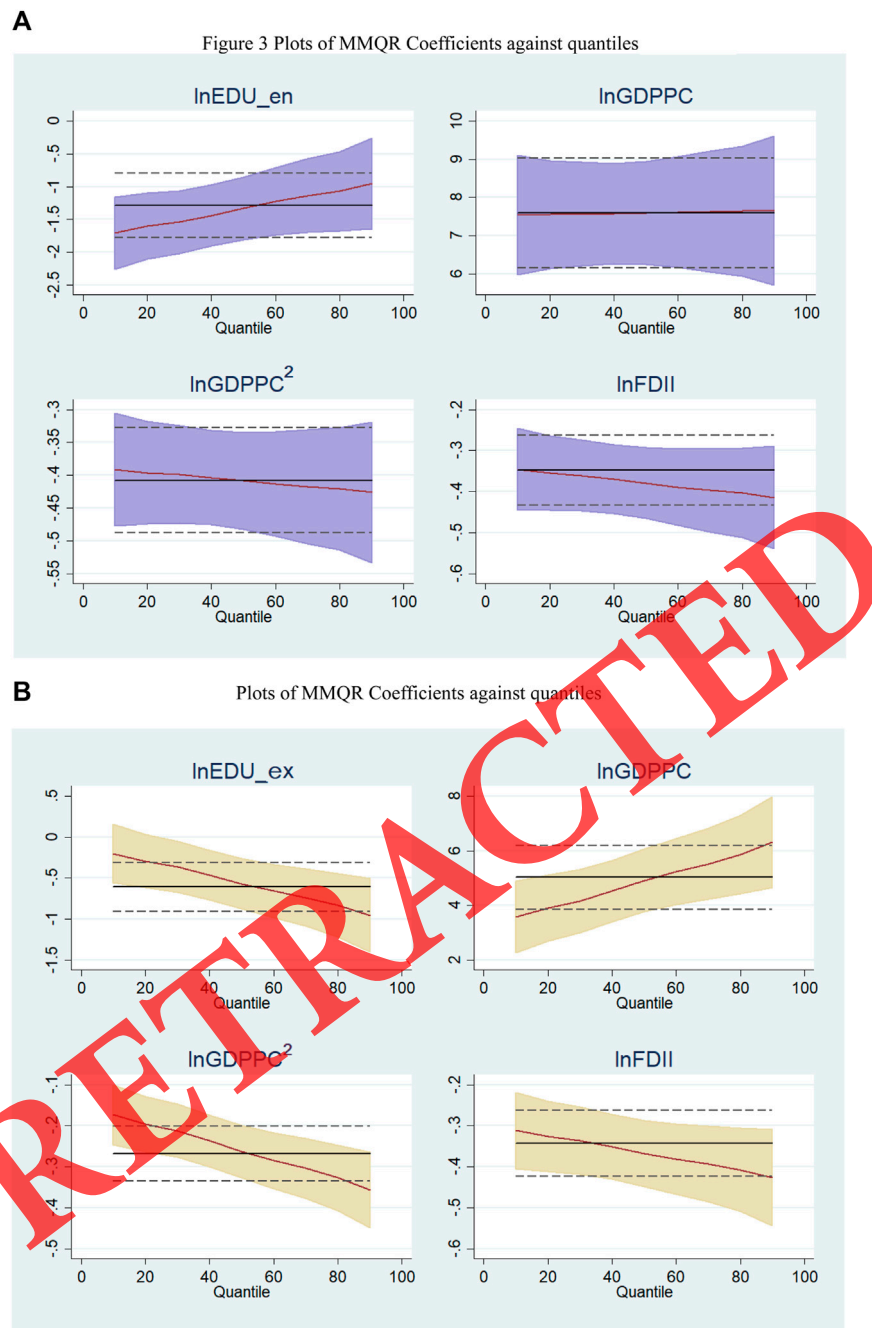 A
Figure 3 Plots of MMQR Coefficients against quantiles
lnEDU_en
0
-.5
-1
-1.5
-2
-2.5
0 20 40 60 80 100
Quantile
lnGDPPC
10
9
8
7
6
0 20 40 60 80 100
Quantile
lnGDPPC²
-.3
-.35
-.4
-.45
-.5
-.55
0 20 40 60 80 100
Quantile
lnFDII
-.2
-.3
-.4
-.5
-.6
0 20 40 60 80 100
Quantile
B
Plots of MMQR Coefficients against quantiles
lnEDU_ex
.5
0
-.5
-1
-1.5
0 20 40 60 80 100
Quantile
lnGDPPC
8
6
4
2
0 20 40 60 80 100
Quantile
lnGDPPC²
-.1
-.2
-.3
-.4
-.5
0 20 40 60 80 100
Quantile
lnFDII
-.2
-.3
-.4
-.5
-.6
0 20 40 60 80 100
Quantile
RETRACTED